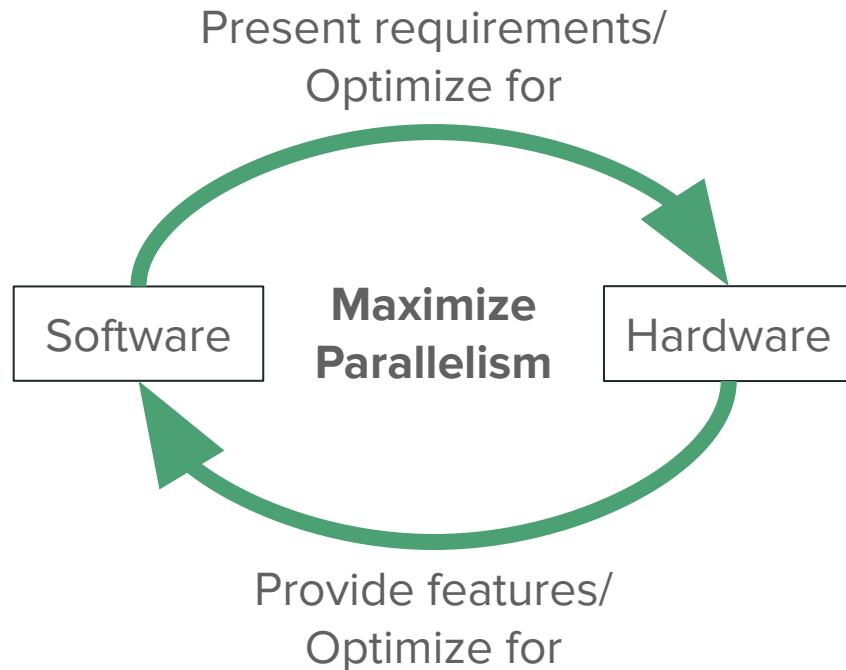 Present requirements/
Optimize for
Software
Maximize
Parallelism
Hardware
Provide features/
Optimize for